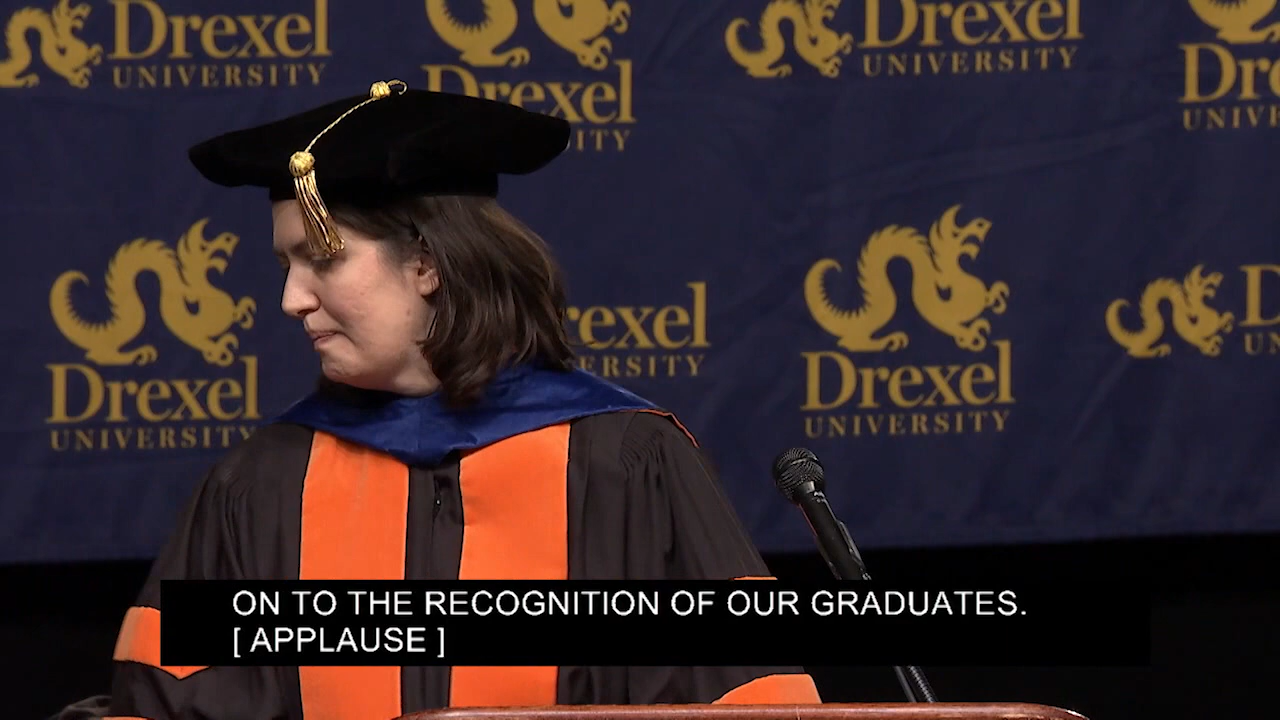 Drexel
UNIVERSITY
Drexel
UNIVERSITY
Drexel
UNIVERSITY
Drexel
UNIVERSITY
Drexel
UNIVERSITY
Drexel
UNIVERSITY
ON TO THE RECOGNITION OF OUR GRADUATES.
[ APPLAUSE ]